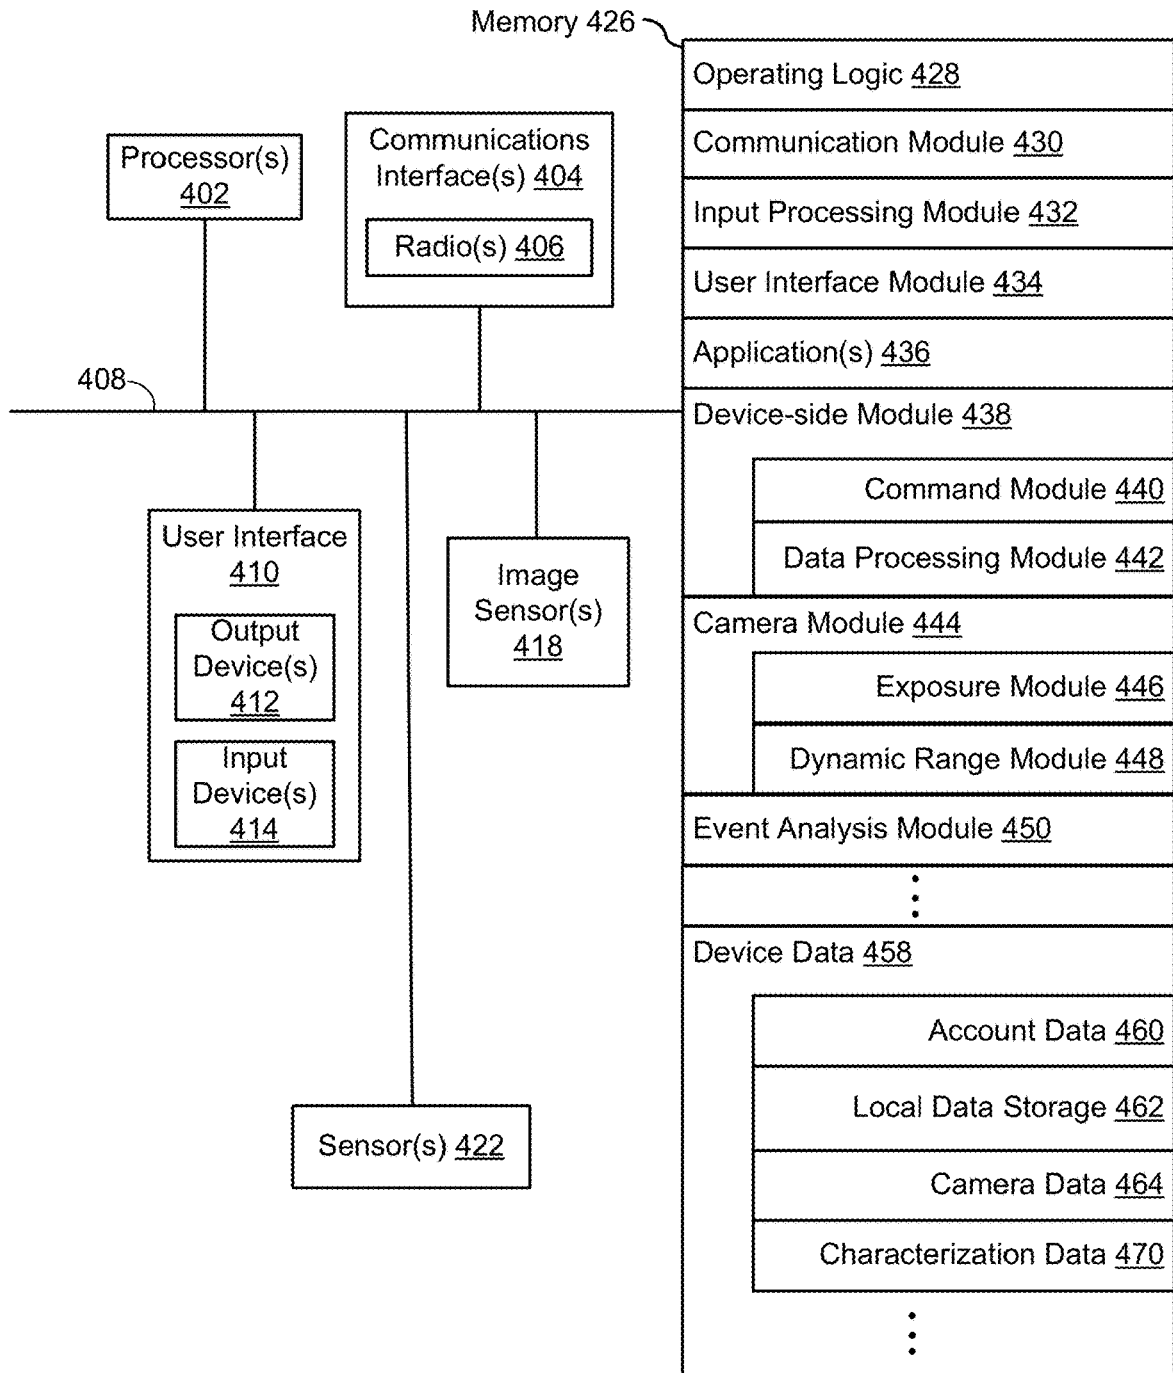 Memory 426
Processor(s)
402
Communications
Interface(s) 404
Radio(s) 406
408
User Interface
410
Output
Device(s)
412
Input
Device(s)
414
Image
Sensor(s)
418
Sensor(s) 422
Operating Logic 428
Communication Module 430
Input Processing Module 432
User Interface Module 434
Application(s) 436
Device-side Module 438
Command Module 440
Data Processing Module 442
Camera Module 444
Exposure Module 446
Dynamic Range Module 448
Event Analysis Module 450
Device Data 458
Account Data 460
Local Data Storage 462
Camera Data 464
Characterization Data 470